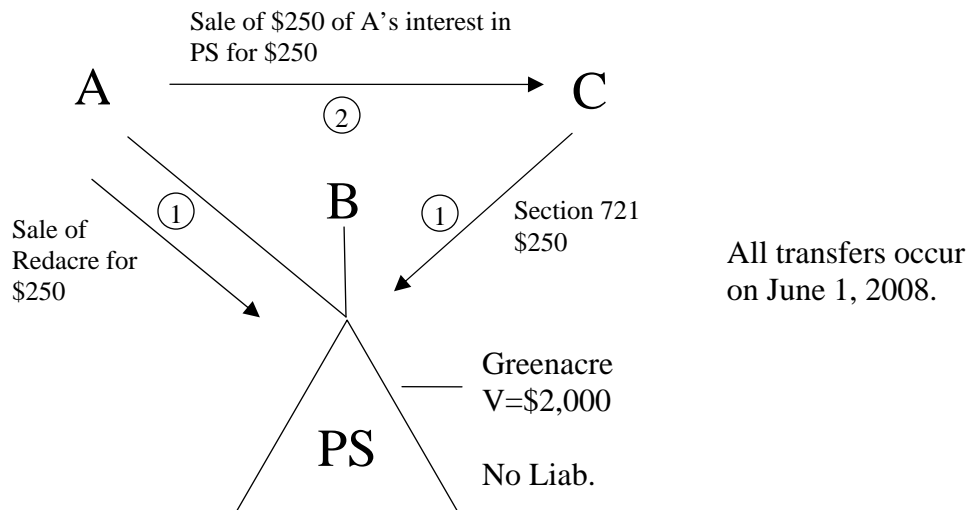 Sale of $250 of A’s interest in
PS for $250
A
C
2
B
1
1
Sale of
Redacre for
$250
Section 721
$250
All transfers occur
on June 1, 2008.
Greenacre
V=$2,000
PS
No Liab.